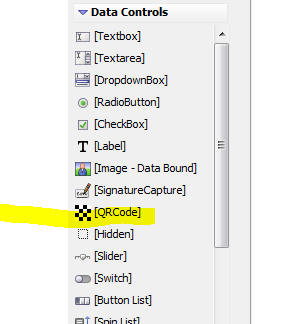 Data Controls
[Textbox]
[Textarea]
[DropdownBox]
[RadioButton]
[CheckBox]
[Label]
[Image - Data Bound]
[SignatureCapture]
[QRCode]
[Hidden]
[Slider]
[Switch]
[Button List]
[Spin List]